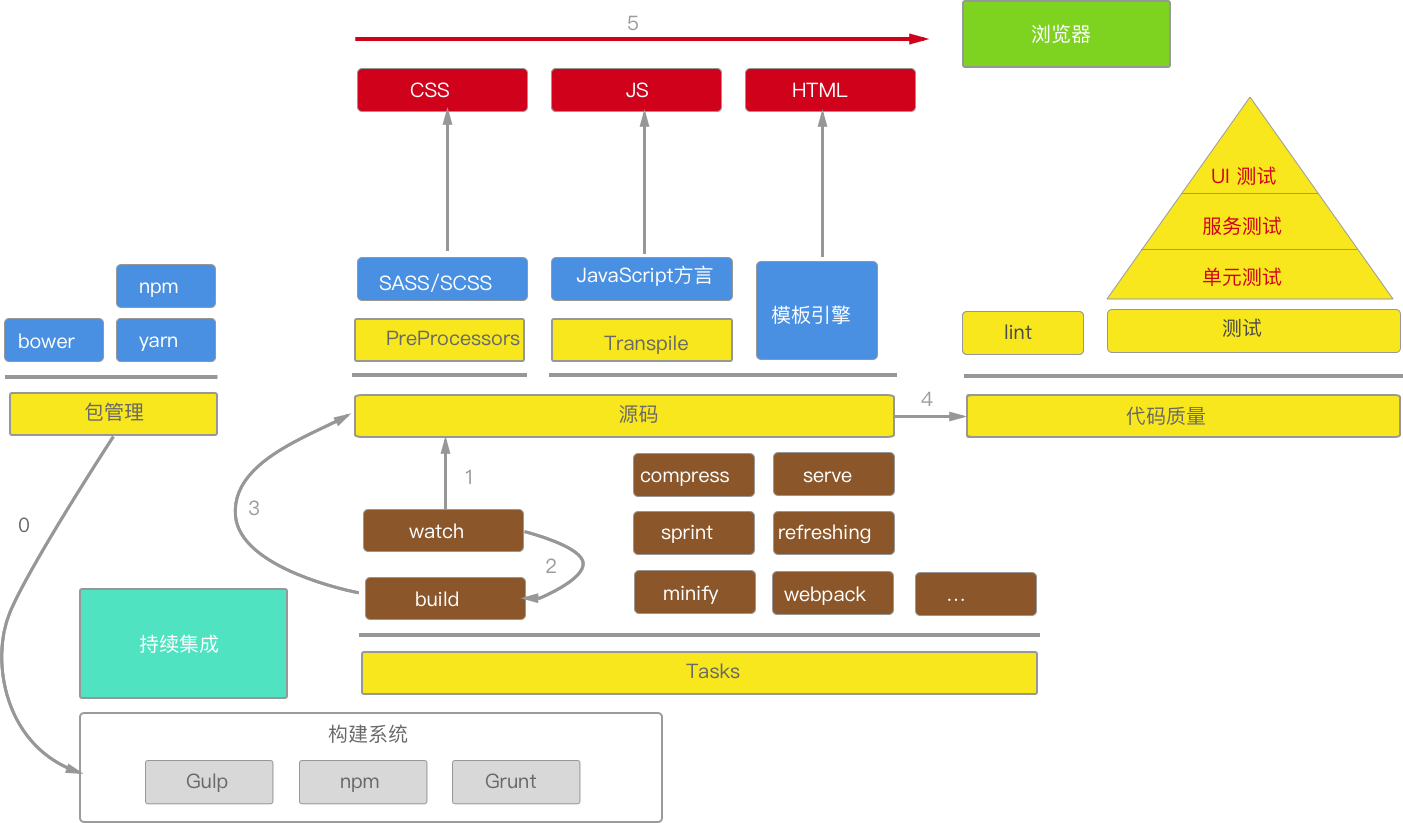 5
浏览器
CSS
JS
HTML
UI 测试
服务测试
单元测试
npm
bower
yarn
SASS/SCSS
JavaScript方言
模板引擎
PreProcessors
Transpile
lint
测试
包管理
源码
4
代码质量
1
compress
serve
3
0
watch
sprint
refreshing
2
build
minify
webpack
...
持续集成
Tasks
构建系统
Gulp
npm
Grunt